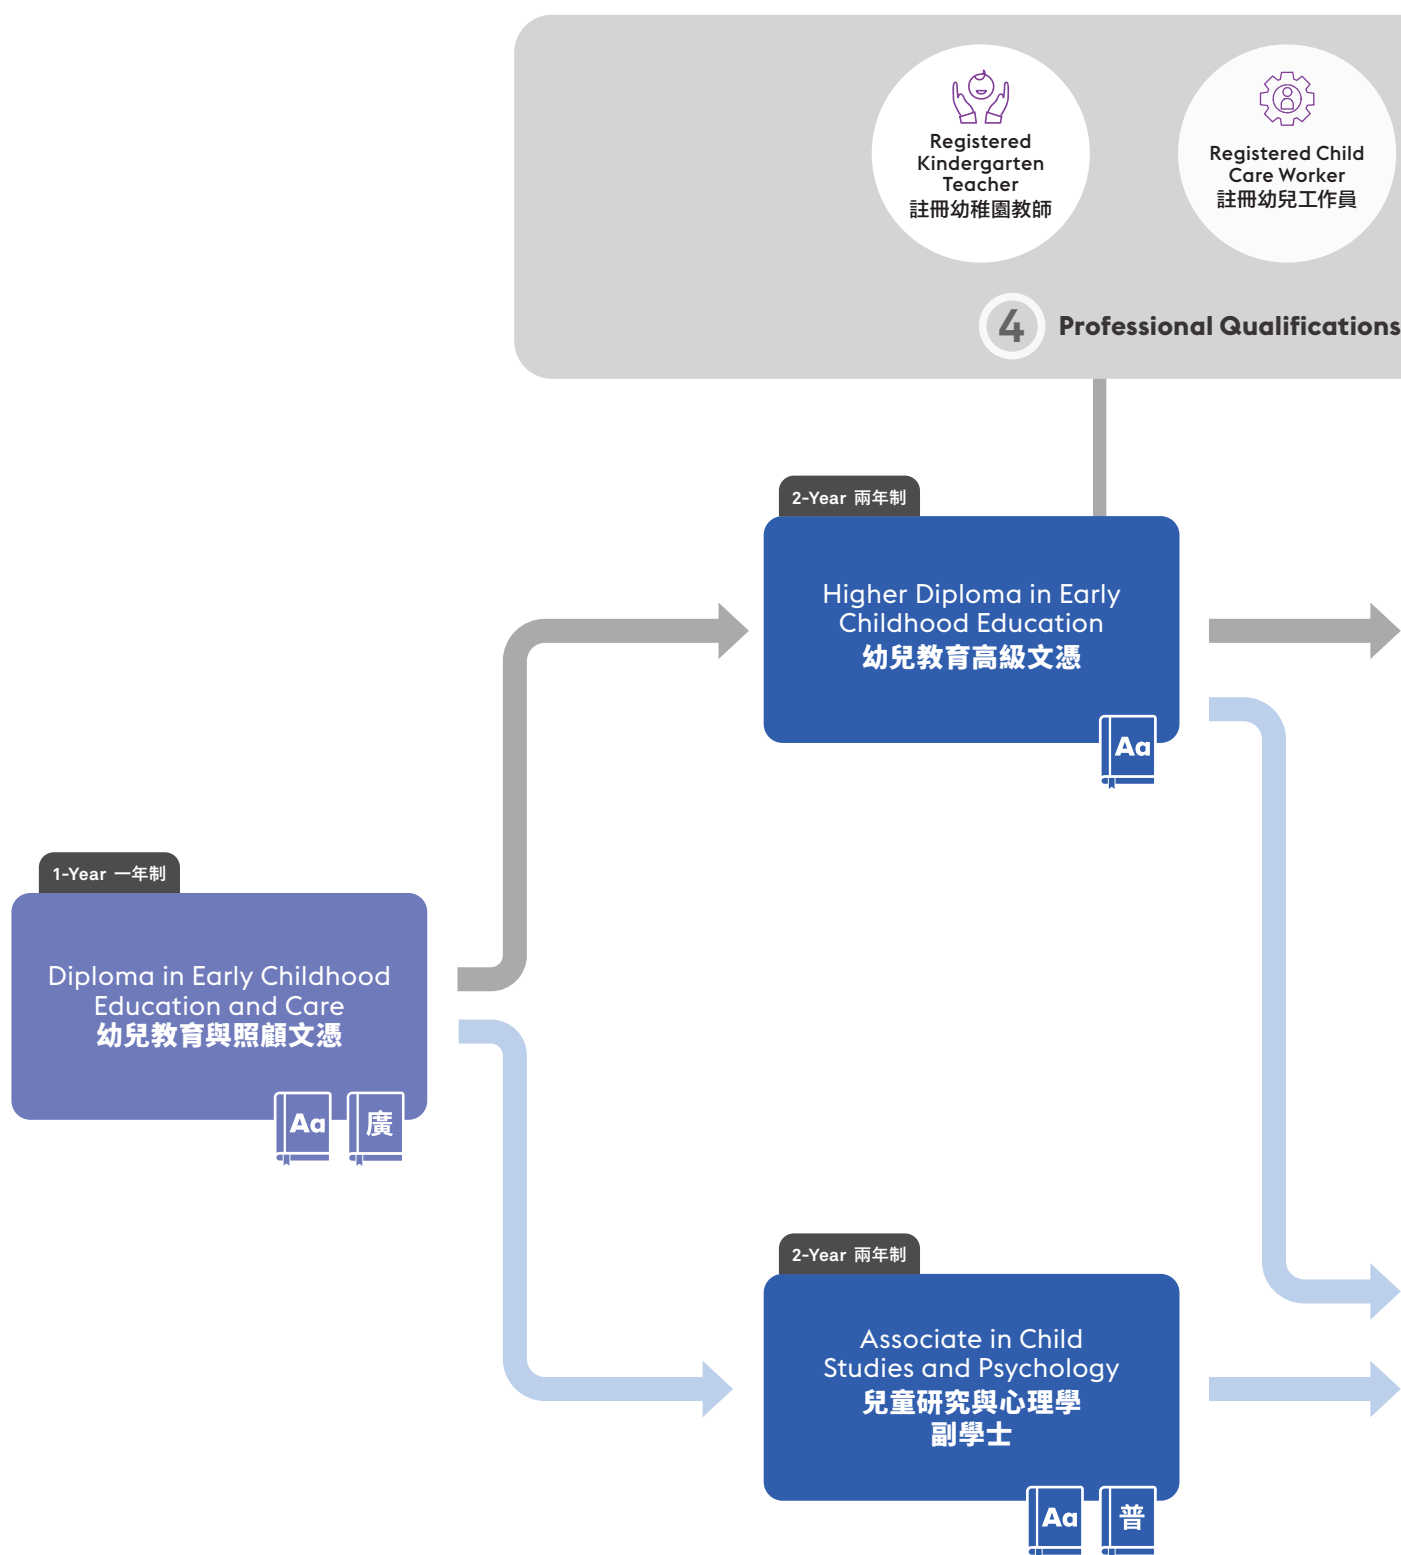 Registered
Kindergarten
Teacher
註冊幼稚園教師
Registered Child
Care Worker
註冊幼兒工作員
4 Professional Qualifications
2-Year 兩年制
Higher Diploma in Early
Childhood Education
幼兒教育高級文憑
Aa
1-Year 一年制
Diploma in Early Childhood
Education and Care
幼兒教育與照顧文憑
Aa 廣
2-Year 兩年制
Associate in Child
Studies and Psychology
兒童研究與心理學
副學士
Aa 普